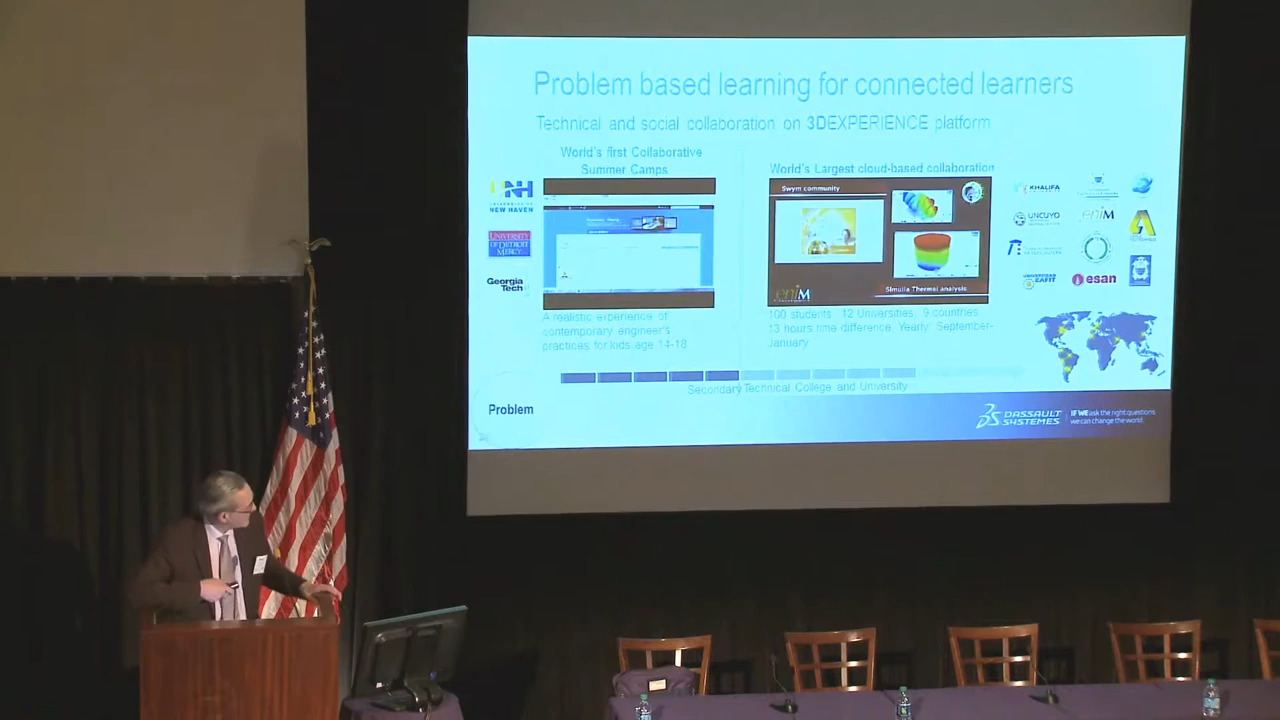 Problem based learning for connected learners
Technical and social collaboration on 3DEXPERIENCE platform
World's first Collaborative
Summer Camps
World's Largest cloud-based collaboration
UNH
UNIVERSITY OF
NEW HAVEN
UNIVERSITY
OF DETROIT
MERCY
Georgia
Tech
Swym community
enim
Simulia Thermal analysis
KHALIFA
UNCUYO
enim
UNIVERSIDAD
EAFIT
esan
A realistic experience of
contemporary engineer's
practices for kids age 14-18
100 students 12 Universities, 9 countries
13 hours time difference, Yearly: September-
January
Secondary Technical College and University
Problem
3DS DASSAULT
SYSTEMES
IF WE ask the right questions
we can change the world.